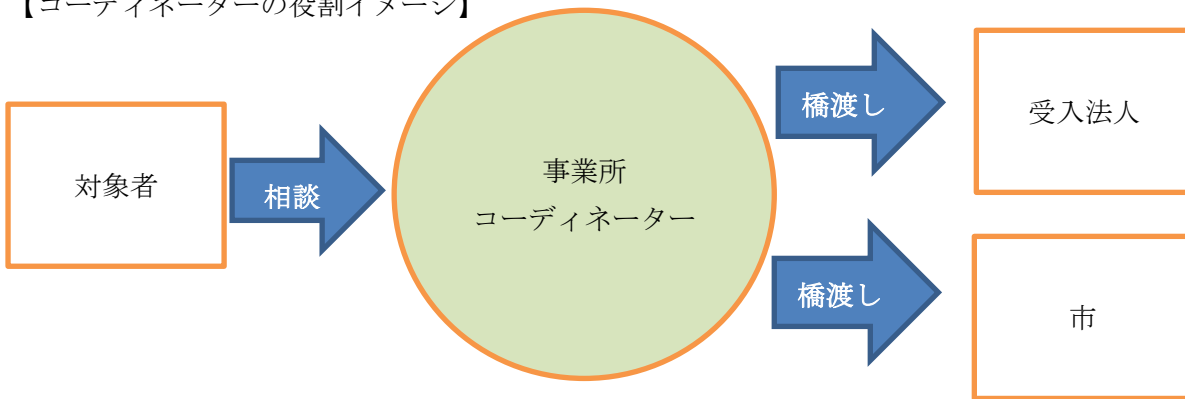 【コーディネーターの役割イメージ】
対象者
相談
事業所
コーディネーター
橋渡し
受入法人
橋渡し
市